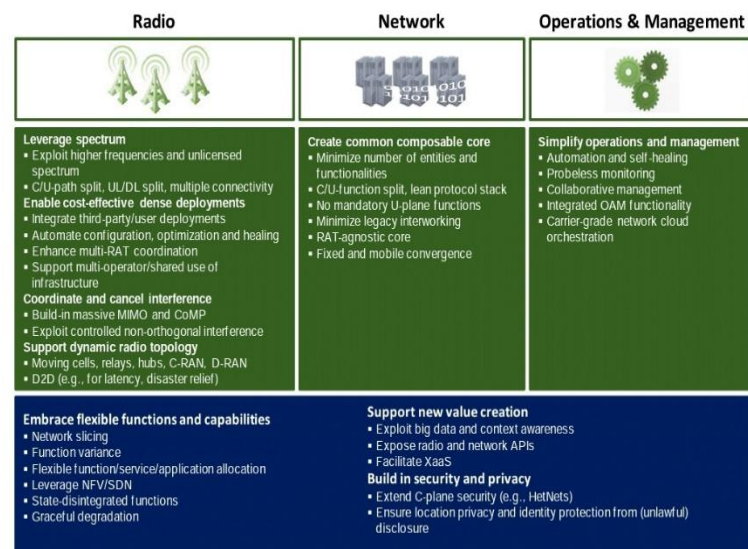 Radio
Network
Operations & Management
Leverage spectrum
▪ Exploit higher frequencies and unlicensed
spectrum
▪ C/U-path split, UL/DL split, multiple connectivity
Enable cost-effective dense deployments
▪ Integrate third-party/user deployments
▪ Automate configuration, optimization and healing
▪ Enhance multi-RAT coordination
▪ Support multi-operator/shared use of
infrastructure
Coordinate and cancel interference
▪ Build-in massive MIMO and CoMP
▪ Exploit controlled non-orthogonal interference
Support dynamic radio topology
▪ Moving cells, relays, hubs, C-RAN, D-RAN
▪ D2D (e.g., for latency, disaster relief)
Create common composable core
▪ Minimize number of entities and
functionalities
▪ C/U-function split, lean protocol stack
▪ No mandatory U-plane functions
▪ Minimize legacy interworking
▪ RAT-agnostic core
▪ Fixed and mobile convergence
Simplify operations and management
▪ Automation and self-healing
▪ Probeless monitoring
▪ Collaborative management
▪ Integrated OAM functionality
▪ Carrier-grade network cloud
orchestration
Embrace flexible functions and capabilities
▪ Network slicing
▪ Function variance
▪ Flexible function/service/application allocation
▪ Leverage NFV/SDN
▪ State-disintegrated functions
▪ Graceful degradation
Support new value creation
▪ Exploit big data and context awareness
▪ Expose radio and network APIs
▪ Facilitate XaaS
Build in security and privacy
▪ Extend C-plane security (e.g., HetNets)
▪ Ensure location privacy and identity protection from (unlawful)
disclosure